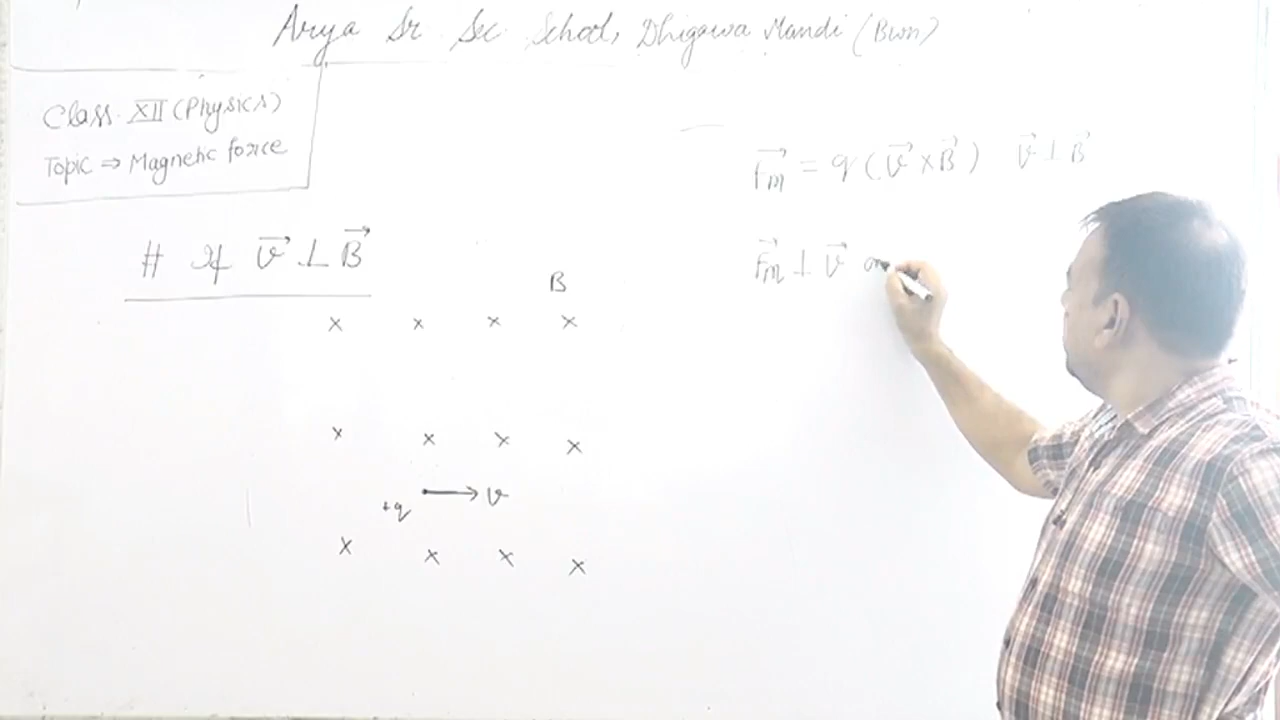 Arya Sr Sec. School, Dhigawa Mandi (Bwn)
Class. XII (Physics)
Topic ⇒ Magnetic force
# If v⃗ ⊥ B⃗
B
× × × ×
× × × ×
+q → v
× × × ×
F⃗m = q (v⃗ × B⃗) v⃗ ⊥ B⃗
F⃗m ⊥ v⃗